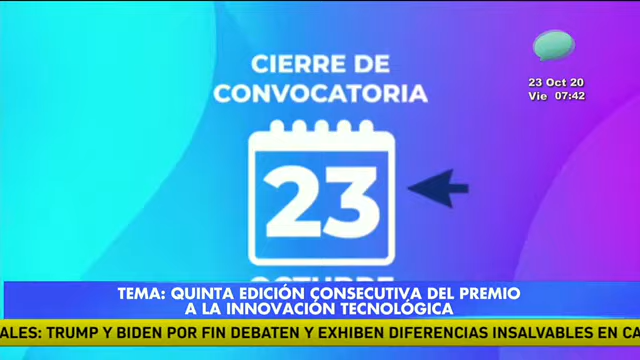 CIERRE DE
CONVOCATORIA
23 Oct 20
Vie 07:42
23
OCTUBRE
TEMA: QUINTA EDICIÓN CONSECUTIVA DEL PREMIO
A LA INNOVACIÓN TECNOLÓGICA
ALES: TRUMP Y BIDEN POR FIN DEBATEN Y EXHIBEN DIFERENCIAS INSALVABLES EN CA